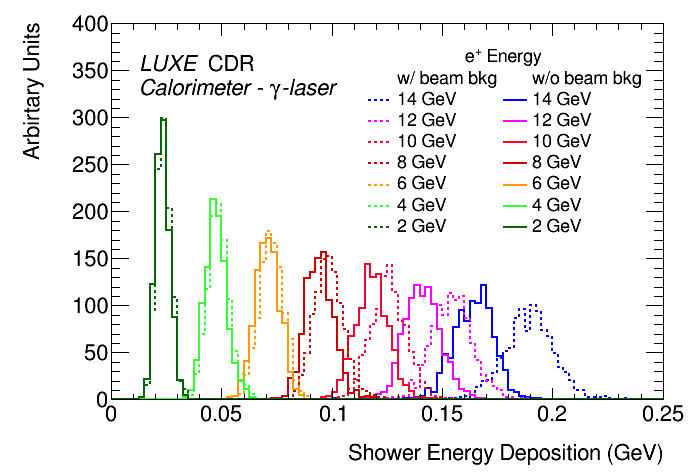 Arbirtary Units
400
350
300
250
200
150
100
50
0
LUXE CDR
Calorimeter - γ-laser
e⁺ Energy
w/ beam bkg w/o beam bkg
14 GeV 14 GeV
12 GeV 12 GeV
10 GeV 10 GeV
8 GeV 8 GeV
6 GeV 6 GeV
4 GeV 4 GeV
2 GeV 2 GeV
0 0.05 0.1 0.15 0.2 0.25
Shower Energy Deposition (GeV)